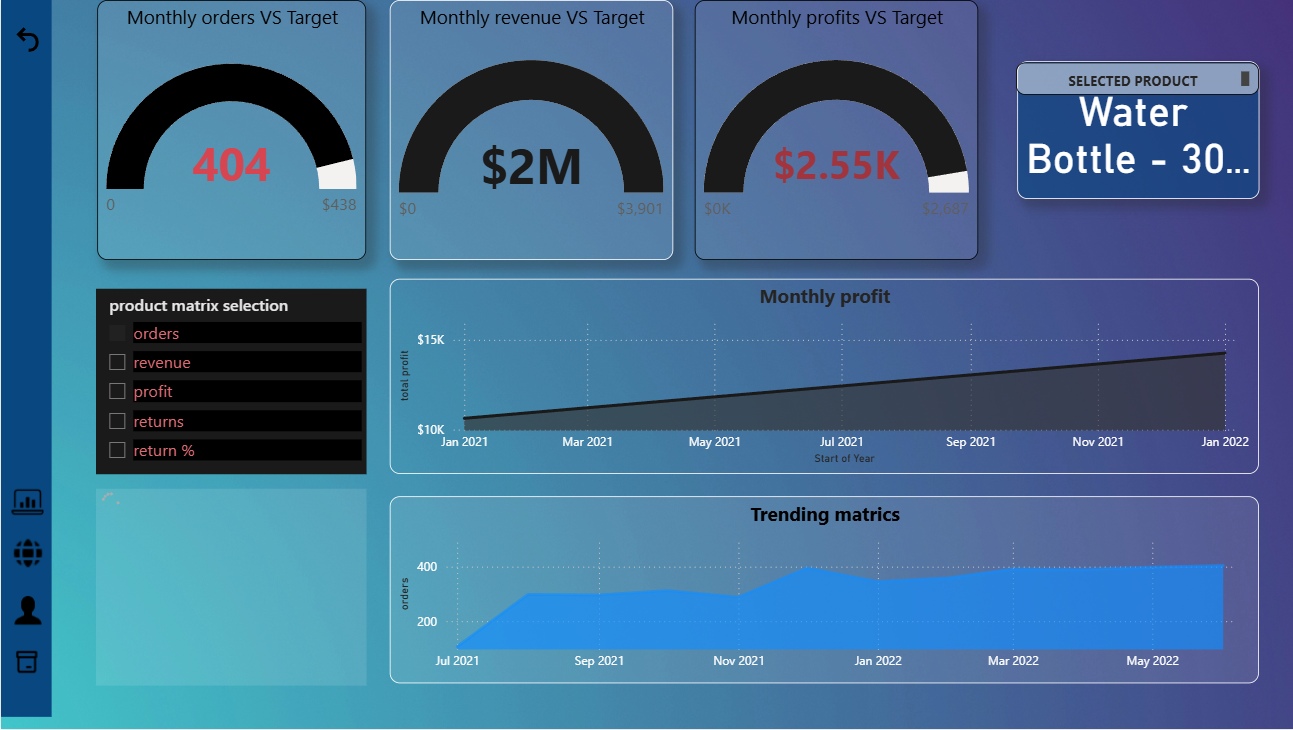 Monthly orders VS Target
404
0
$438
Monthly revenue VS Target
$2M
$0
$3,901
Monthly profits VS Target
$2.55K
$0K
$2,687
SELECTED PRODUCT
Water
Bottle - 30...
product matrix selection
orders
revenue
profit
returns
return %
Monthly profit
total profit
$15K
$10K
Jan 2021
Mar 2021
May 2021
Jul 2021
Sep 2021
Nov 2021
Jan 2022
Start of Year
Trending matrics
orders
400
200
Jul 2021
Sep 2021
Nov 2021
Jan 2022
Mar 2022
May 2022